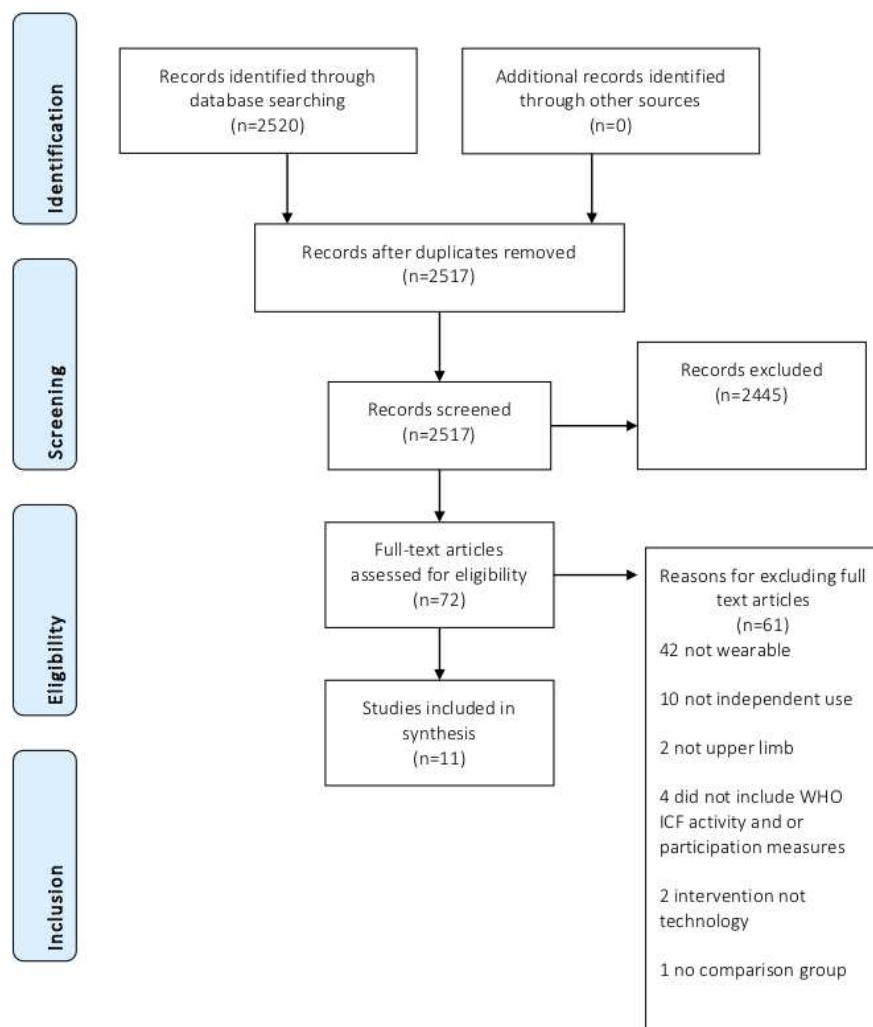 Identification
Records identified through
database searching
(n=2520)
Additional records identified
through other sources
(n=0)
Records after duplicates removed
(n=2517)
Screening
Records screened
(n=2517)
Records excluded
(n=2445)
Eligibility
Full-text articles
assessed for eligibility
(n=72)
Reasons for excluding full
text articles
(n=61)
42 not wearable
10 not independent use
2 not upper limb
4 did not include WHO
ICF activity and or
participation measures
2 intervention not
technology
1 no comparison group
Studies included in
synthesis
(n=11)
Inclusion